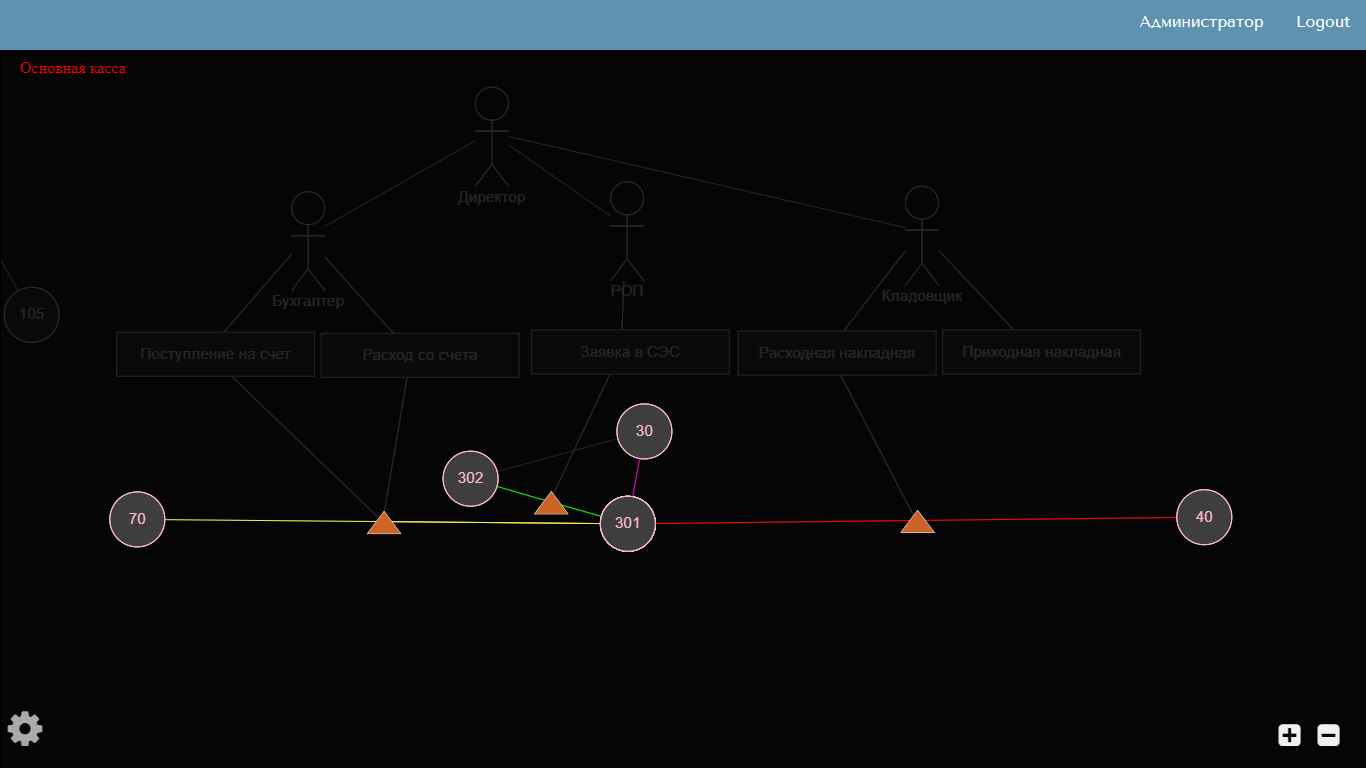 Администратор Logout
Основная касса
Директор
РОП
Кладовщик
Бухгалтер
105
Поступление на счет
Расход со счета
Заявка в СЭС
Расходная накладная
Приходная накладная
30
302
70
301
40